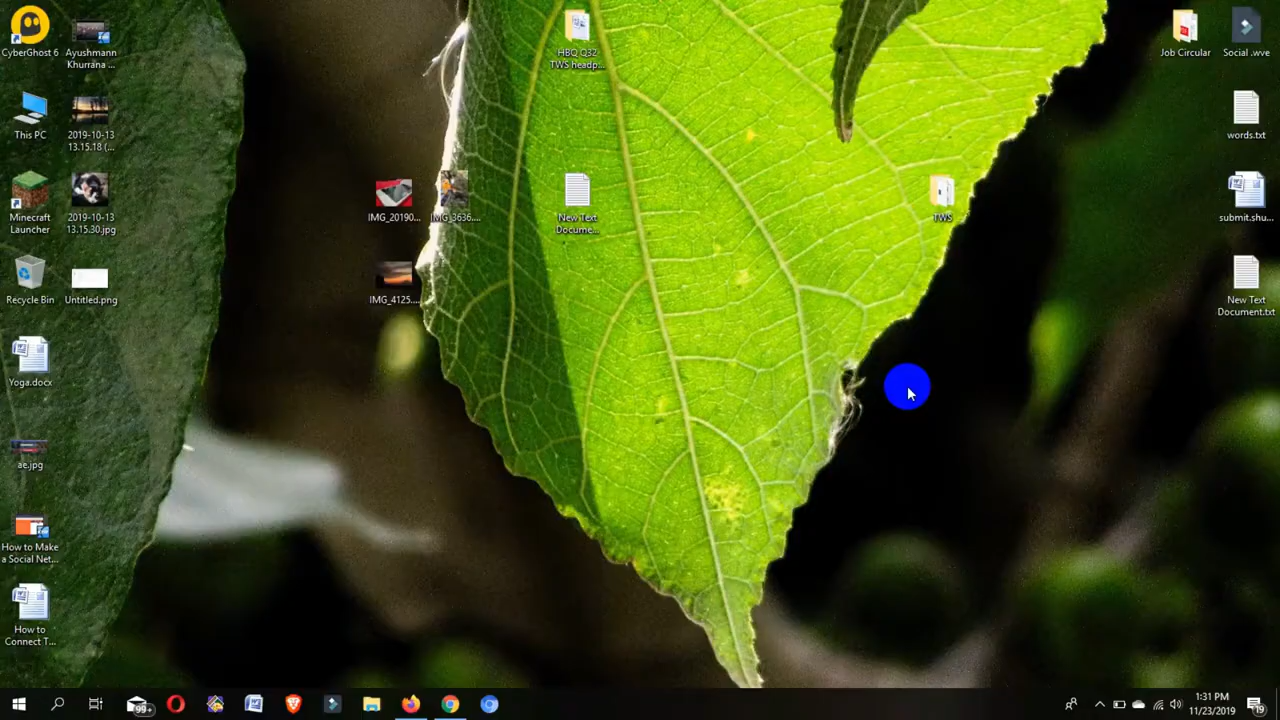 CyberGhost 6
Ayushmann
Khurrana ...
This PC
2019-10-13
13.15.18 (...
Minecraft
Launcher
2019-10-13
13.15.30.jpg
Recycle Bin
Untitled.png
Yoga.docx
ae.jpg
How to Make
a Social Net...
How to
Connect T...
IMG_20190...
IMG_3636....
IMG_4125....
HBQ Q32
TWS headp...
New Text
Docume...
TWS
Job Circular
Social .wve
words.txt
submit.shu...
New Text
Document.txt
99+
1:31 PM
11/23/2019
19